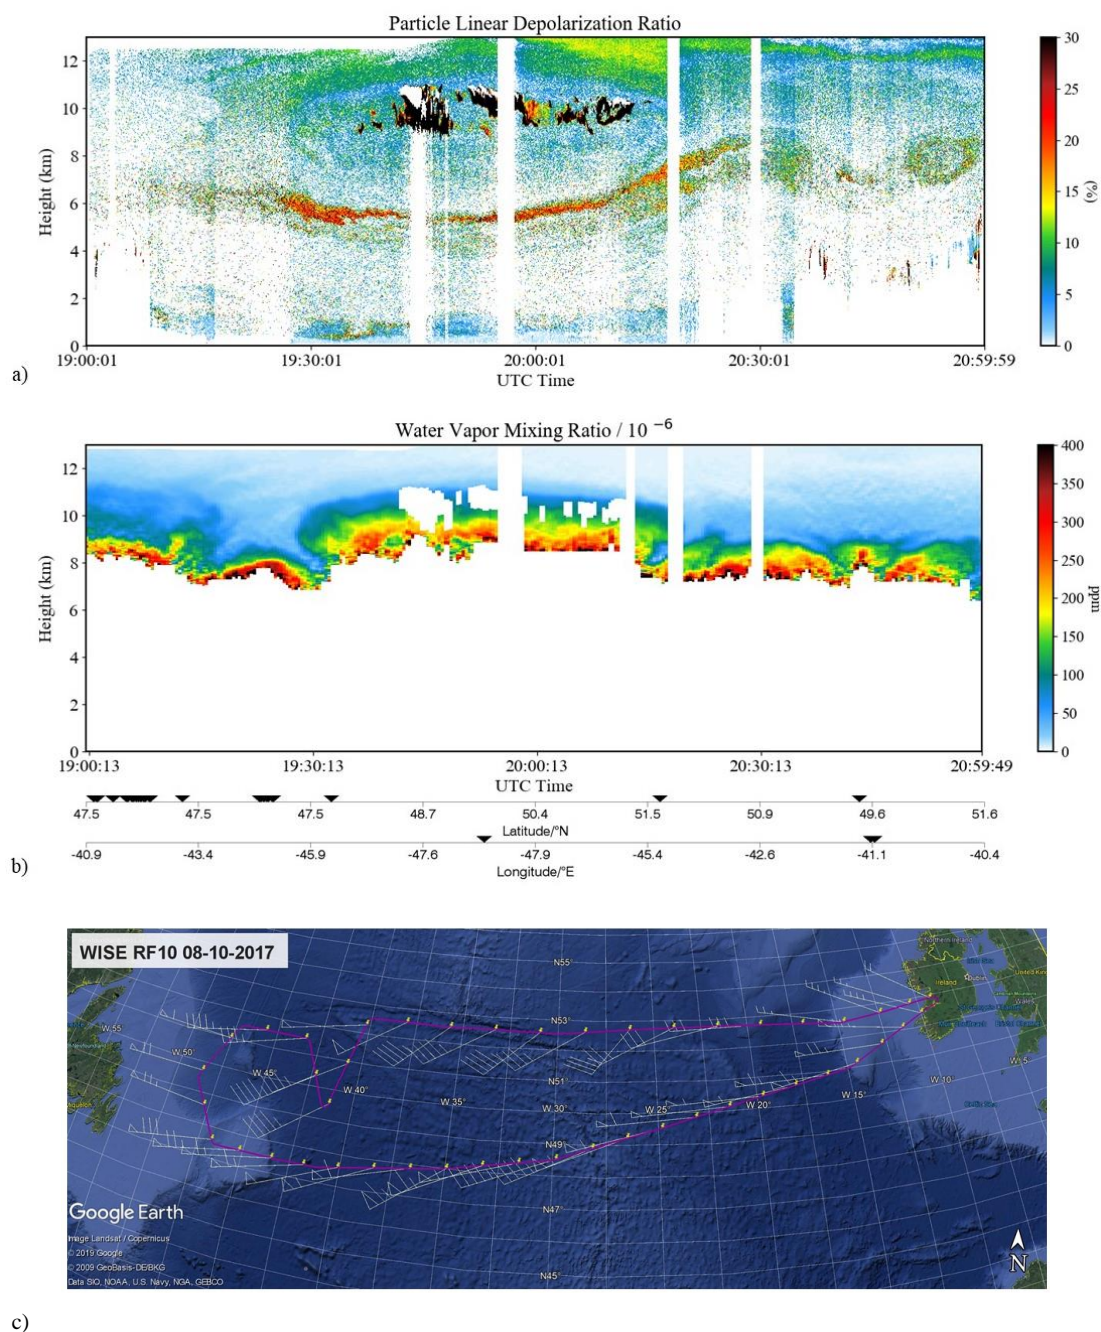 Particle Linear Depolarization Ratio
12
10
8
6
4
2
0
Height (km)
19:00:01 19:30:01 20:00:01 20:30:01 20:59:59
UTC Time
30
25
20
15
10
5
0
(%)
a)
Water Vapor Mixing Ratio / 10 −6
12
10
8
6
4
2
0
Height (km)
19:00:13 19:30:13 20:00:13 20:30:13 20:59:49
UTC Time
400
350
300
250
200
150
100
50
0
ppm
47.5 47.5 47.5 48.7 50.4 51.5 50.9 49.6 51.6
Latitude/°N
-40.9 -43.4 -45.9 -47.6 -47.9 -45.4 -42.6 -41.1 -40.4
Longitude/°E
b)
WISE RF10 08-10-2017
Northern Ireland
N55°
Ireland
Dublin
United Kin
Wales
W 55
N53°
W 50°
W 45°
N51°
W 40°
W 35°
W 30°
W 25°
W 20°
W 15°
W 10°
W 5°
N49°
N47°
N45°
Google Earth
Image Landsat / Copernicus
© 2019 Google
© 2009 GeoBasis-DE/BKG
Data SIO, NOAA, U.S. Navy, NGA, GEBCO
N
c)